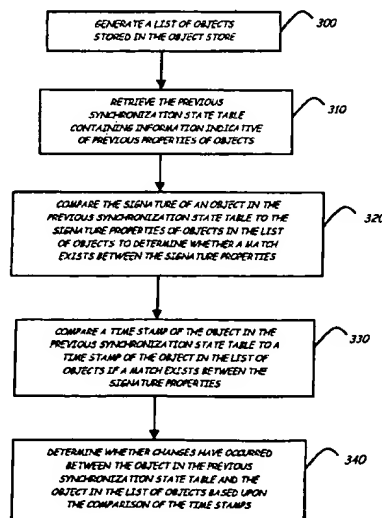 GENERATE A LIST OF OBJECTS
STORED IN THE OBJECT STORE
300
RETRIEVE THE PREVIOUS
SYNCHRONIZATION STATE TABLE
CONTAINING INFORMATION INDICATIVE
OF PREVIOUS PROPERTIES OF OBJECTS
310
COMPARE THE SIGNATURE OF AN OBJECT IN THE
PREVIOUS SYNCHRONIZATION STATE TABLE TO THE
SIGNATURE PROPERTIES OF OBJECTS IN THE LIST
OF OBJECTS TO DETERMINE WHETHER A MATCH
EXISTS BETWEEN THE SIGNATURE PROPERTIES
320
COMPARE A TIME STAMP OF THE OBJECT IN THE
PREVIOUS SYNCHRONIZATION STATE TABLE TO A
TIME STAMP OF THE OBJECT IN THE LIST OF
OBJECTS IF A MATCH EXISTS BETWEEN THE
SIGNATURE PROPERTIES
330
DETERMINE WHETHER CHANGES HAVE OCCURRED
BETWEEN THE OBJECT IN THE PREVIOUS
SYNCHRONIZATION STATE TABLE AND THE
OBJECT IN THE LIST OF OBJECTS BASED UPON
THE COMPARISON OF THE TIME STAMPS
340